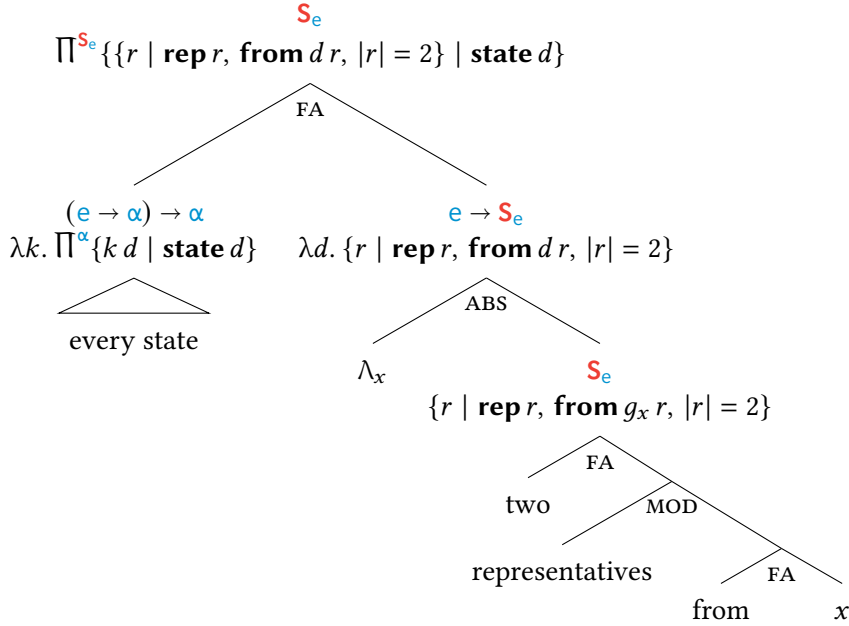 S_e
∏^{S_e} {{r | rep r, from d r, |r| = 2} | state d}
FA
(e → α) → α e → S_e
λk. ∏^α {k d | state d} λd. {r | rep r, from d r, |r| = 2}
ABS
every state
Λ_x S_e
{r | rep r, from g_x r, |r| = 2}
FA
two MOD
representatives FA
from x